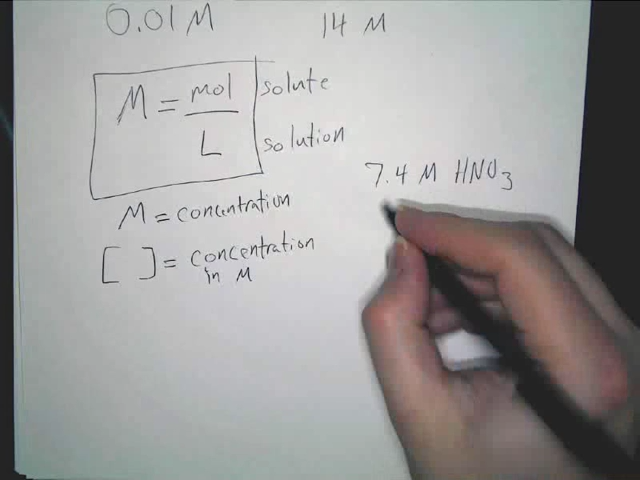 0.01 M 14 M
M = mol solute
L solution
7.4 M HNO3
M = concentration
[ ] = concentration
in M